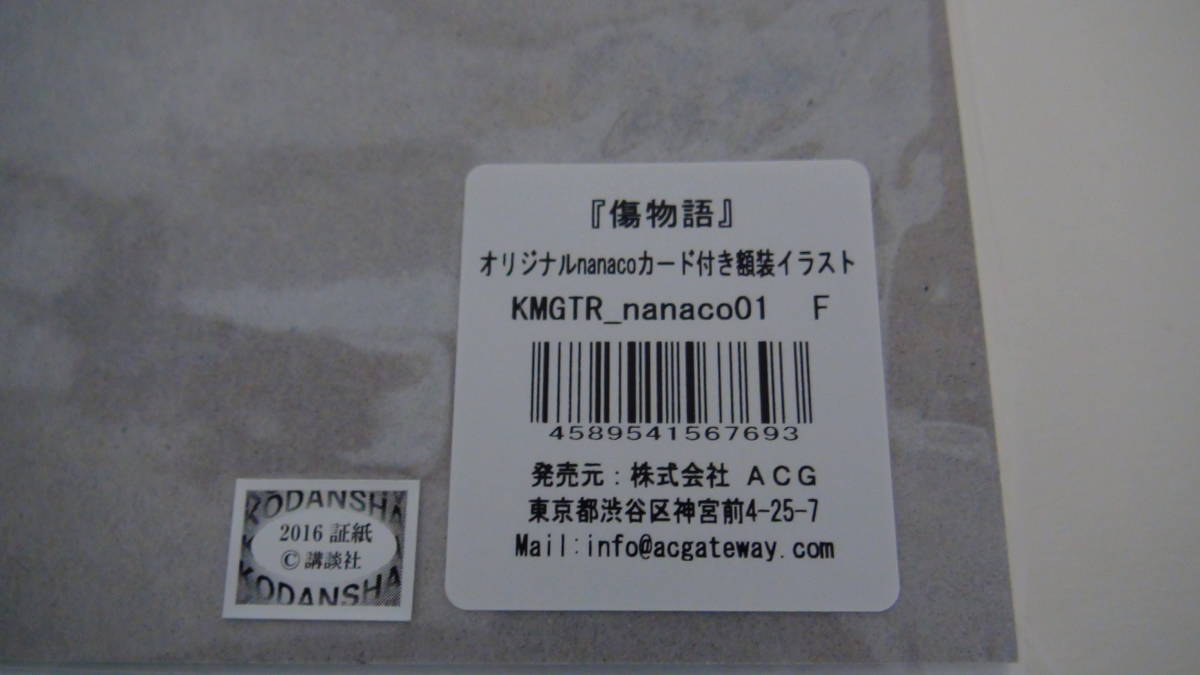 『傷物語』
オリジナルnanacoカード付き額装イラスト
KMGTR_nanaco01 F
4589541567693
発売元：株式会社 ACG
東京都渋谷区神宮前4-25-7
Mail:info@acgateway.com
KODANSHA
2016 証紙
© 講談社
KODANSHA